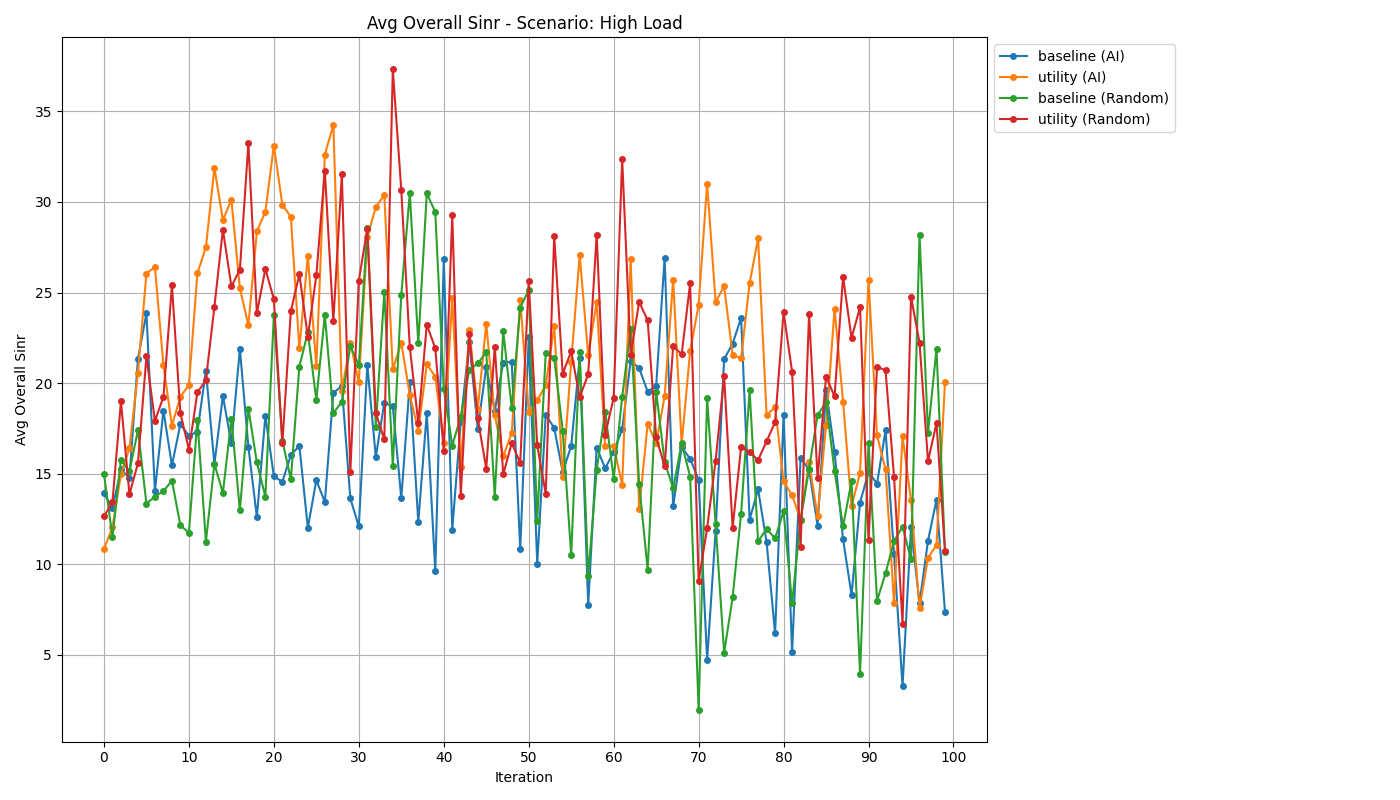 Avg Overall Sinr - Scenario: High Load
baseline (AI)
utility (AI)
baseline (Random)
utility (Random)
Avg Overall Sinr
35
30
25
20
15
10
5
0 10 20 30 40 50 60 70 80 90 100
Iteration